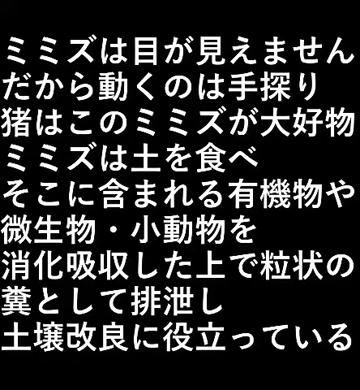 ミミズは目が見えません
だから動くのは手探り
猪はこのミミズが大好物
ミミズは土を食べ
そこに含まれる有機物や
微生物・小動物を
消化吸収した上で粒状の
糞として排泄し
土壌改良に役立っている